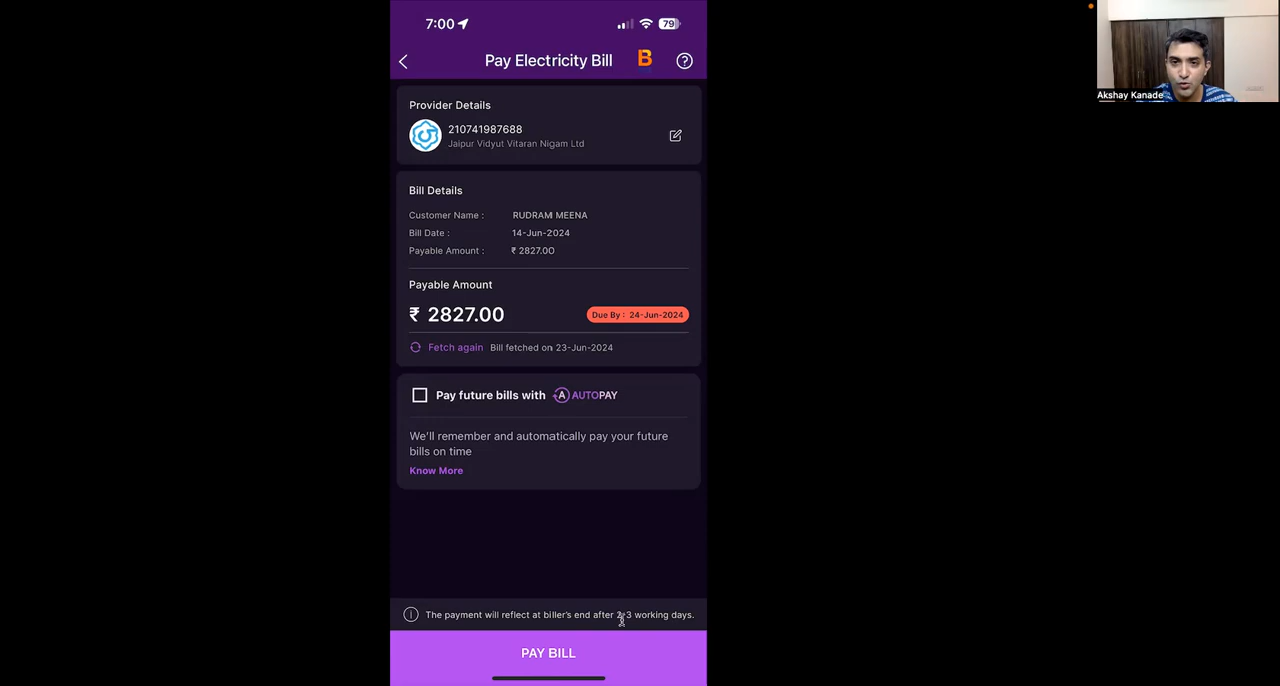 7:00
79
Pay Electricity Bill
B
Provider Details
210741987688
Jaipur Vidyut Vitaran Nigam Ltd
Bill Details
Customer Name : RUDRAM MEENA
Bill Date : 14-Jun-2024
Payable Amount : ₹ 2827.00
Payable Amount
₹ 2827.00 Due By : 24-Jun-2024
Fetch again Bill fetched on 23-Jun-2024
Pay future bills with A AUTOPAY
We'll remember and automatically pay your future
bills on time
Know More
The payment will reflect at biller's end after 2-3 working days.
PAY BILL
Akshay Kanade